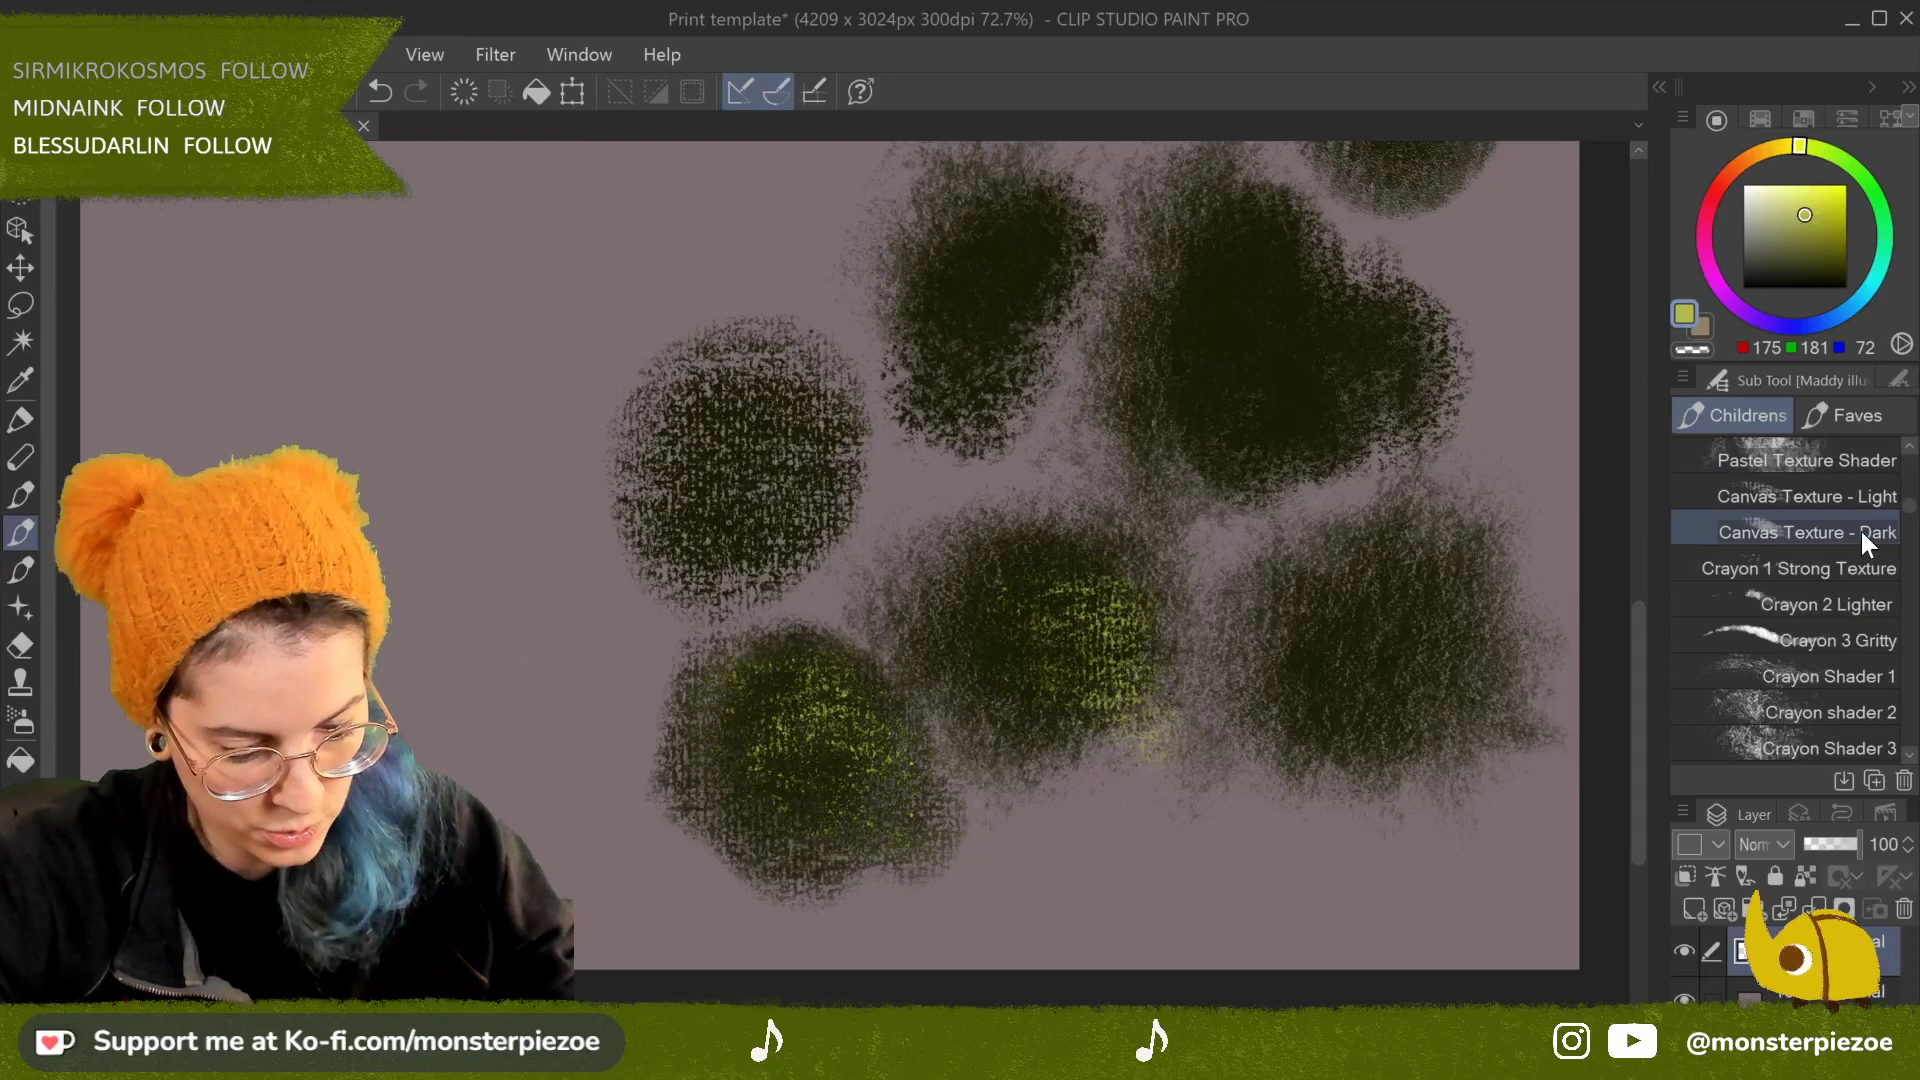 Print template* (4209 x 3024px 300dpi 72.7%) - CLIP STUDIO PAINT PRO
SIRMIKROKOSMOS FOLLOW
MIDNAINK FOLLOW
BLESSUDARLIN FOLLOW
View Filter Window Help
175 181 72
Sub Tool [Maddy illu
Childrens Faves
Pastel Texture Shader
Canvas Texture - Light
Canvas Texture - Dark
Crayon 1 Strong Texture
Crayon 2 Lighter
Crayon 3 Gritty
Crayon Shader 1
Crayon shader 2
Crayon Shader 3
Layer
Norr 100
al
al
Support me at Ko-fi.com/monsterpiezoe
@monsterpiezoe